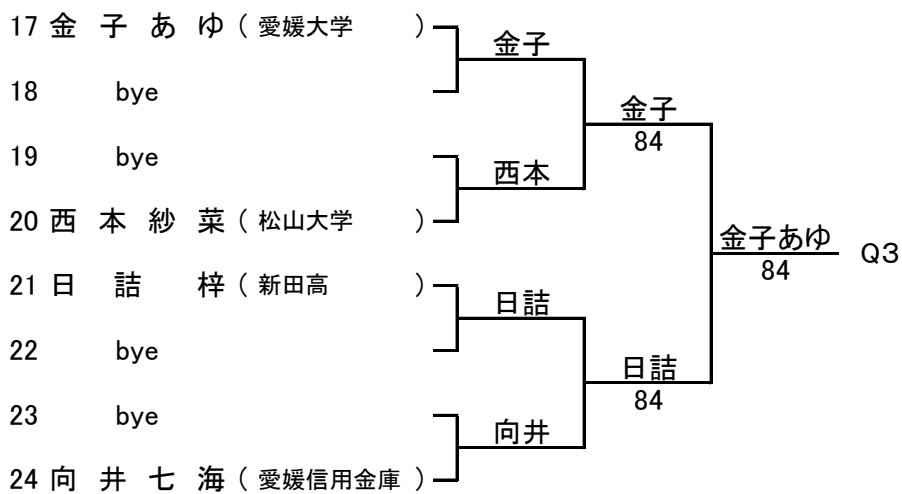 17 金 子 あ ゆ ( 愛媛大学 )
金子
18 bye
金子
84
19 bye
西本
20 西 本 紗 菜 ( 松山大学 )
金子あゆ
84
Q3
21 日 詰 梓 ( 新田高 )
日詰
22 bye
日詰
84
23 bye
向井
24 向 井 七 海 ( 愛媛信用金庫 )